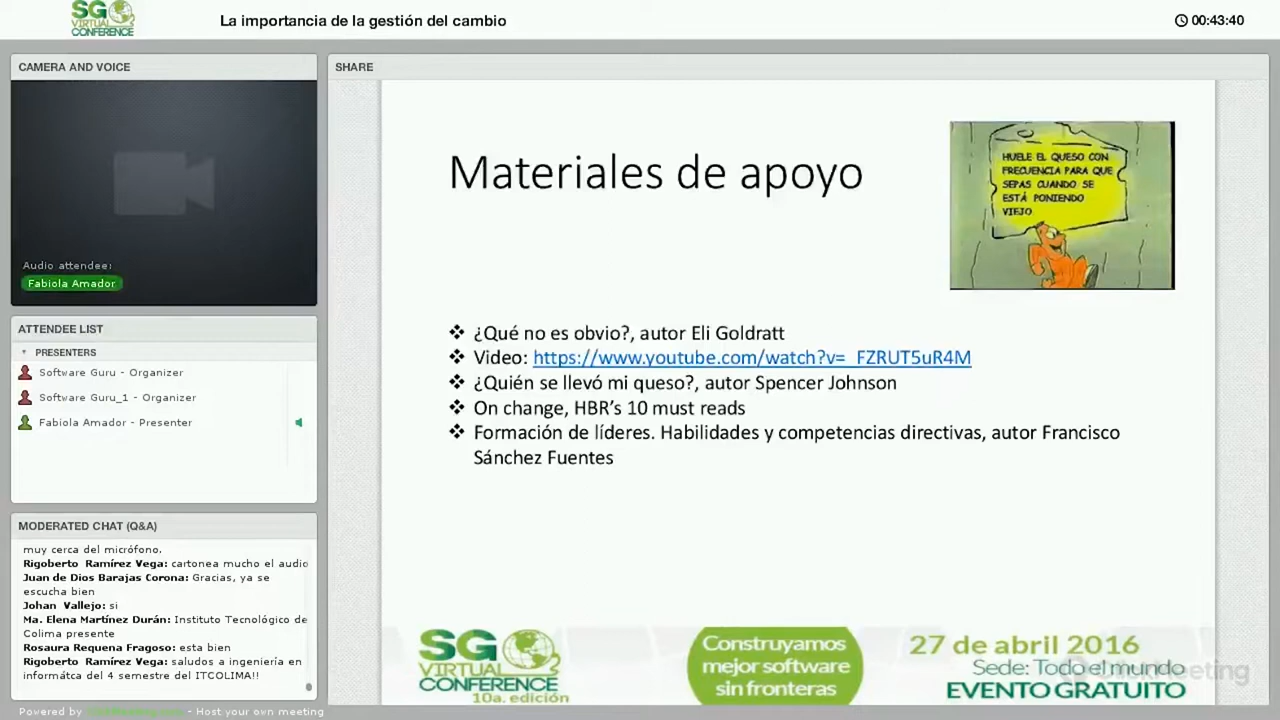 SG
VIRTUAL
CONFERENCE
La importancia de la gestión del cambio
00:43:40
CAMERA AND VOICE
Audio attendee:
Fabiola Amador
ATTENDEE LIST
PRESENTERS
Software Guru - Organizer
Software Guru_1 - Organizer
Fabiola Amador - Presenter
MODERATED CHAT (Q&A)
muy cerca del micrófono.
Rigoberto Ramírez Vega: cartonea mucho el audio
Juan de Dios Barajas Corona: Gracias, ya se
escucha bien
Johan Vallejo: si
Ma. Elena Martínez Durán: Instituto Tecnológico de
Colima presente
Rosaura Requena Fragoso: esta bien
Rigoberto Ramírez Vega: saludos a ingeniería en
informátca del 4 semestre del ITCOLIMA!!
Powered by - Host your own meeting
SHARE
Materiales de apoyo
HUELE EL QUESO CON
FRECUENCIA PARA QUE
SEPAS CUANDO SE
ESTÁ PONIENDO
VIEJO
❖ ¿Qué no es obvio?, autor Eli Goldratt
❖ Video: https://www.youtube.com/watch?v=_FZRUT5uR4M
❖ ¿Quién se llevó mi queso?, autor Spencer Johnson
❖ On change, HBR's 10 must reads
❖ Formación de líderes. Habilidades y competencias directivas, autor Francisco
Sánchez Fuentes
SG
VIRTUAL
CONFERENCE
10a. edición
Construyamos
mejor software
sin fronteras
27 de abril 2016
Sede: Todo el mundo
EVENTO GRATUITO
ClickMeeting